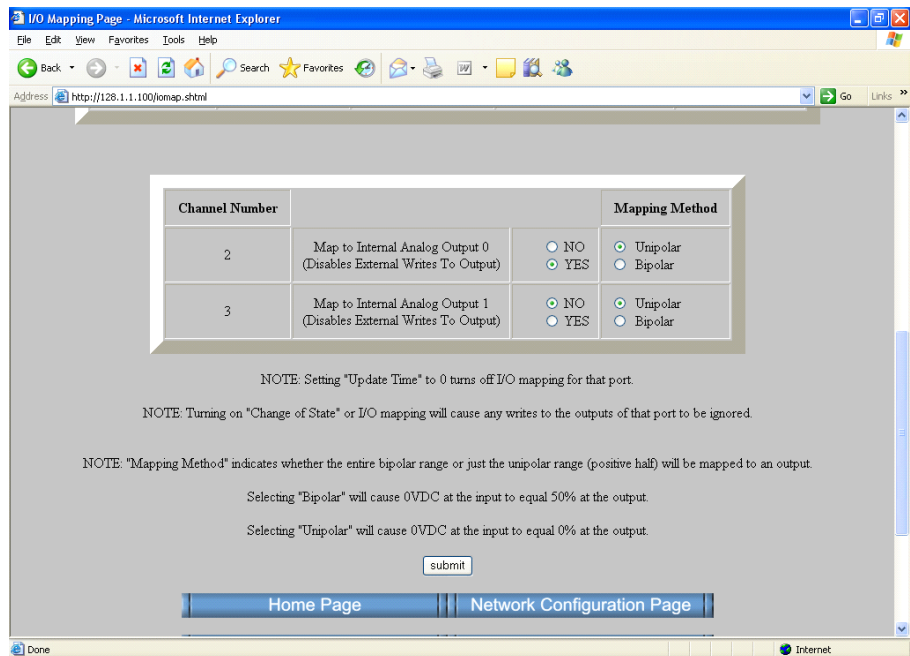 I/O Mapping Page - Microsoft Internet Explorer
File Edit View Favorites Tools Help
Back Search Favorites W
Address http://128.1.1.100/iomap.shtml Go Links »
Channel Number Mapping Method
2 Map to Internal Analog Output 0 NO Unipolar
(Disables External Writes To Output) YES Bipolar
3 Map to Internal Analog Output 1 NO Unipolar
(Disables External Writes To Output) YES Bipolar
NOTE: Setting "Update Time" to 0 turns off I/O mapping for that port.
NOTE: Turning on "Change of State" or I/O mapping will cause any writes to the outputs of that port to be ignored.
NOTE: "Mapping Method" indicates whether the entire bipolar range or just the unipolar range (positive half) will be mapped to an output.
Selecting "Bipolar" will cause 0VDC at the input to equal 50% at the output.
Selecting "Unipolar" will cause 0VDC at the input to equal 0% at the output.
submit
Home Page Network Configuration Page
Done Internet